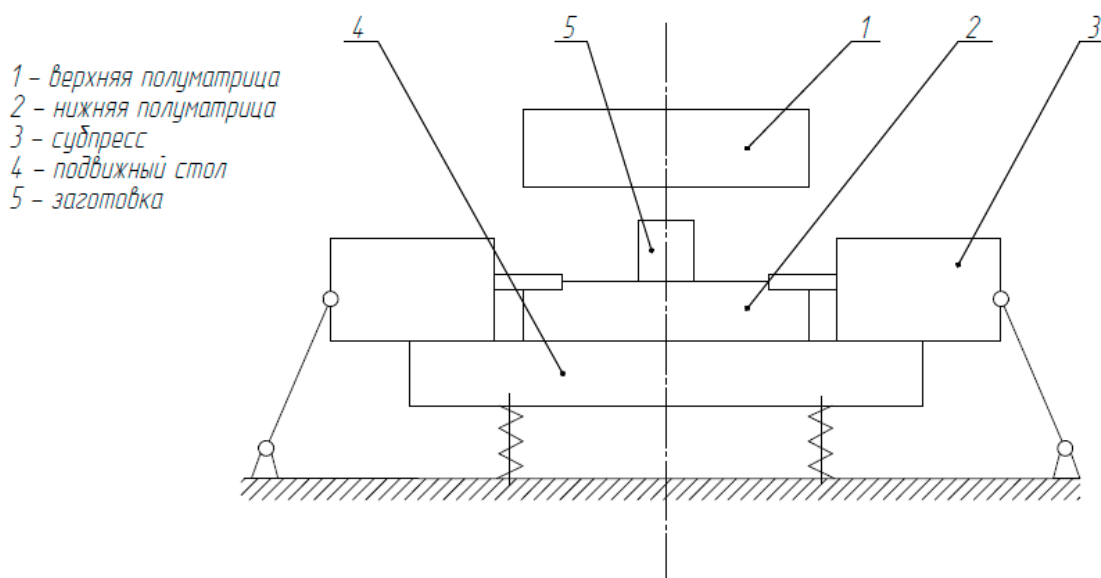 4
5
1
2
3
1 – верхняя полуматрица
2 – нижняя полуматрица
3 – субпресс
4 – подвижный стол
5 – заготовка